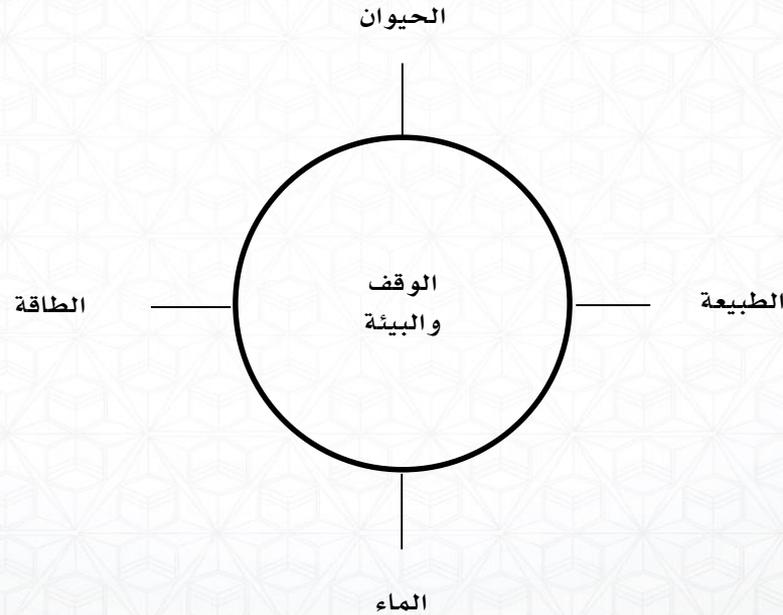 الحيوان
الوقف
والبيئة
الطبيعة
الطاقة
الماء